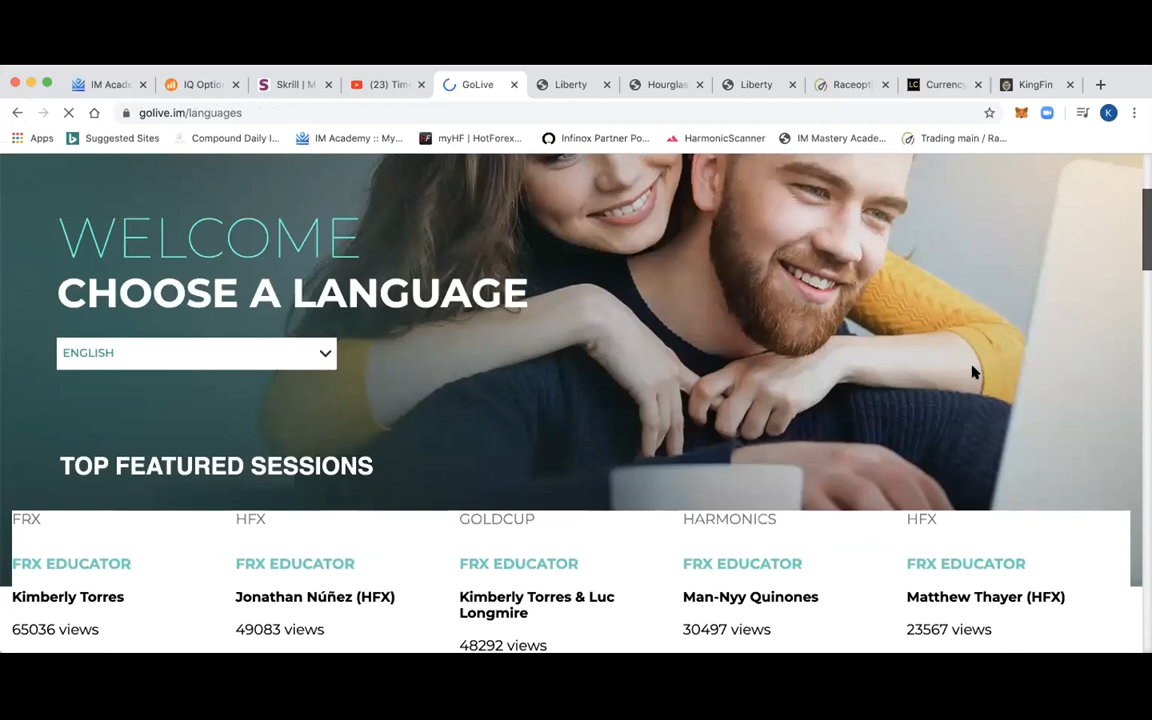 IM Acade
IQ Option
Skrill | M
(23) Tim
GoLive
Liberty
Hourglas
Liberty
Raceopti
Currency
KingFin
golive.im/languages
K
Apps
Suggested Sites
Compound Daily I...
IM Academy :: My...
myHF | HotForex...
Infinox Partner Po...
HarmonicScanner
IM Mastery Acade...
Trading main / Ra...
WELCOME
CHOOSE A LANGUAGE
ENGLISH
TOP FEATURED SESSIONS
FRX HFX GOLDCUP HARMONICS HFX
FRX EDUCATOR FRX EDUCATOR FRX EDUCATOR FRX EDUCATOR FRX EDUCATOR
Kimberly Torres Jonathan Núñez (HFX) Kimberly Torres & Luc Man-Nyy Quinones Matthew Thayer (HFX)
Longmire
65036 views 49083 views 30497 views 23567 views
48292 views